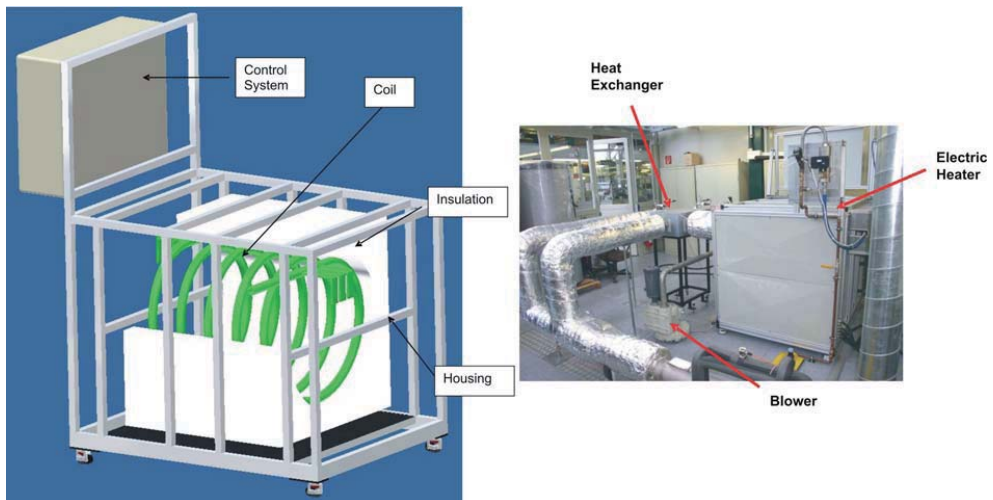 Control
System
Coil
Insulation
Housing
Heat
Exchanger
Electric
Heater
Blower